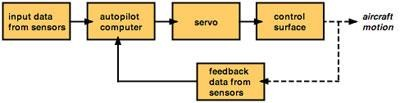 input data
from sensors
autopilot
computer
servo
control
surface
aircraft
motion
feedback
data from
sensors